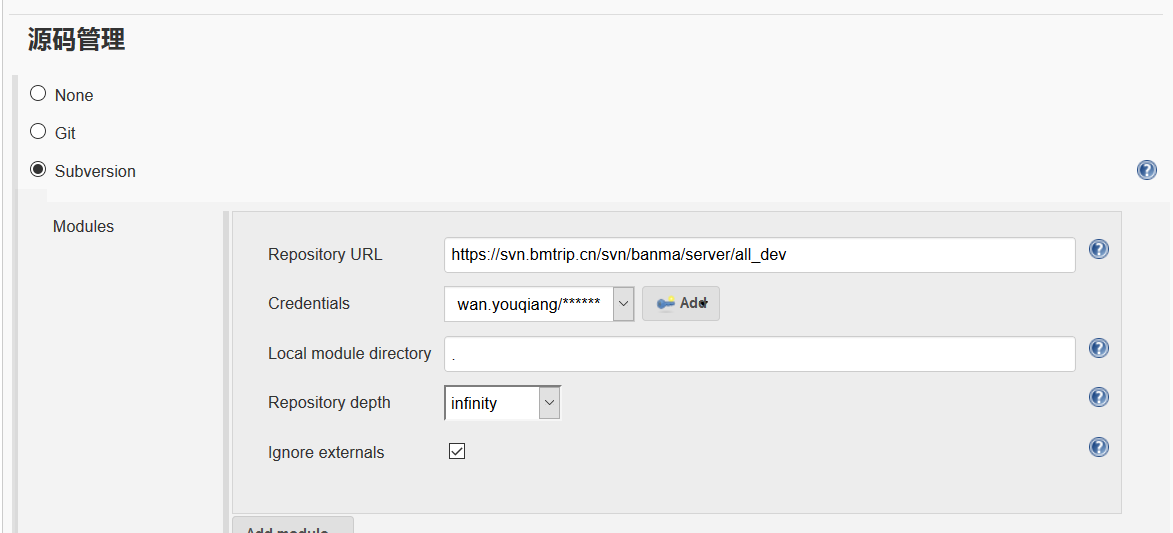 源码管理
None
Git
Subversion
Modules
Repository URL
https://svn.bmtrip.cn/svn/banma/server/all_dev
Credentials
wan.youqiang/******
Add
Local module directory
.
Repository depth
infinity
Ignore externals
Add module...